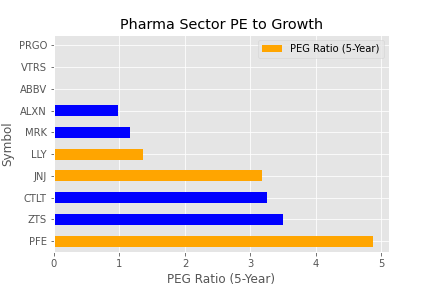 Pharma Sector PE to Growth
PEG Ratio (5-Year)
Symbol
PRGO
VTRS
ABBV
ALXN
MRK
LLY
JNJ
CTLT
ZTS
PFE
0 1 2 3 4 5
PEG Ratio (5-Year)